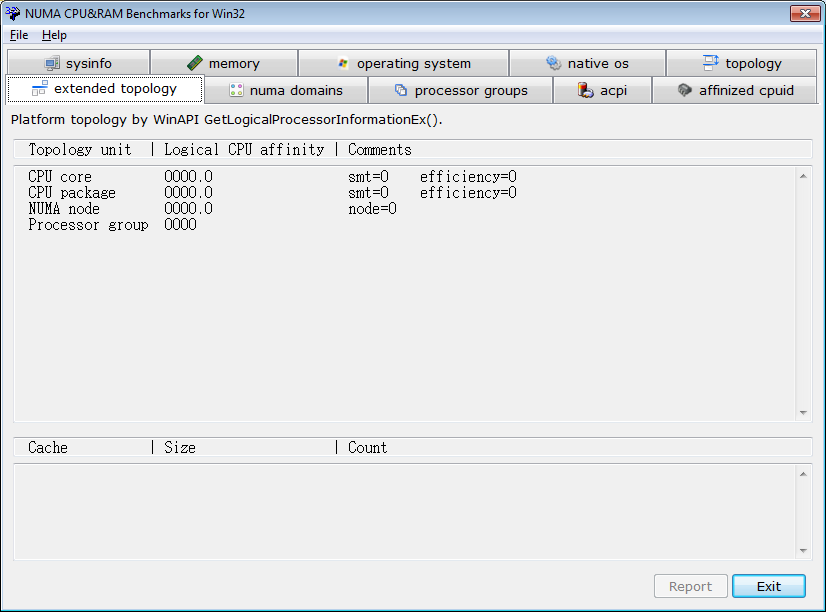 NUMA CPU&RAM Benchmarks for Win32
File Help
sysinfo memory operating system native os topology
extended topology numa domains processor groups acpi affinized cpuid
Platform topology by WinAPI GetLogicalProcessorInformationEx().
Topology unit | Logical CPU affinity | Comments
CPU core 0000.0 smt=0 efficiency=0
CPU package 0000.0 smt=0 efficiency=0
NUMA node 0000.0 node=0
Processor group 0000
Cache | Size | Count
Report Exit